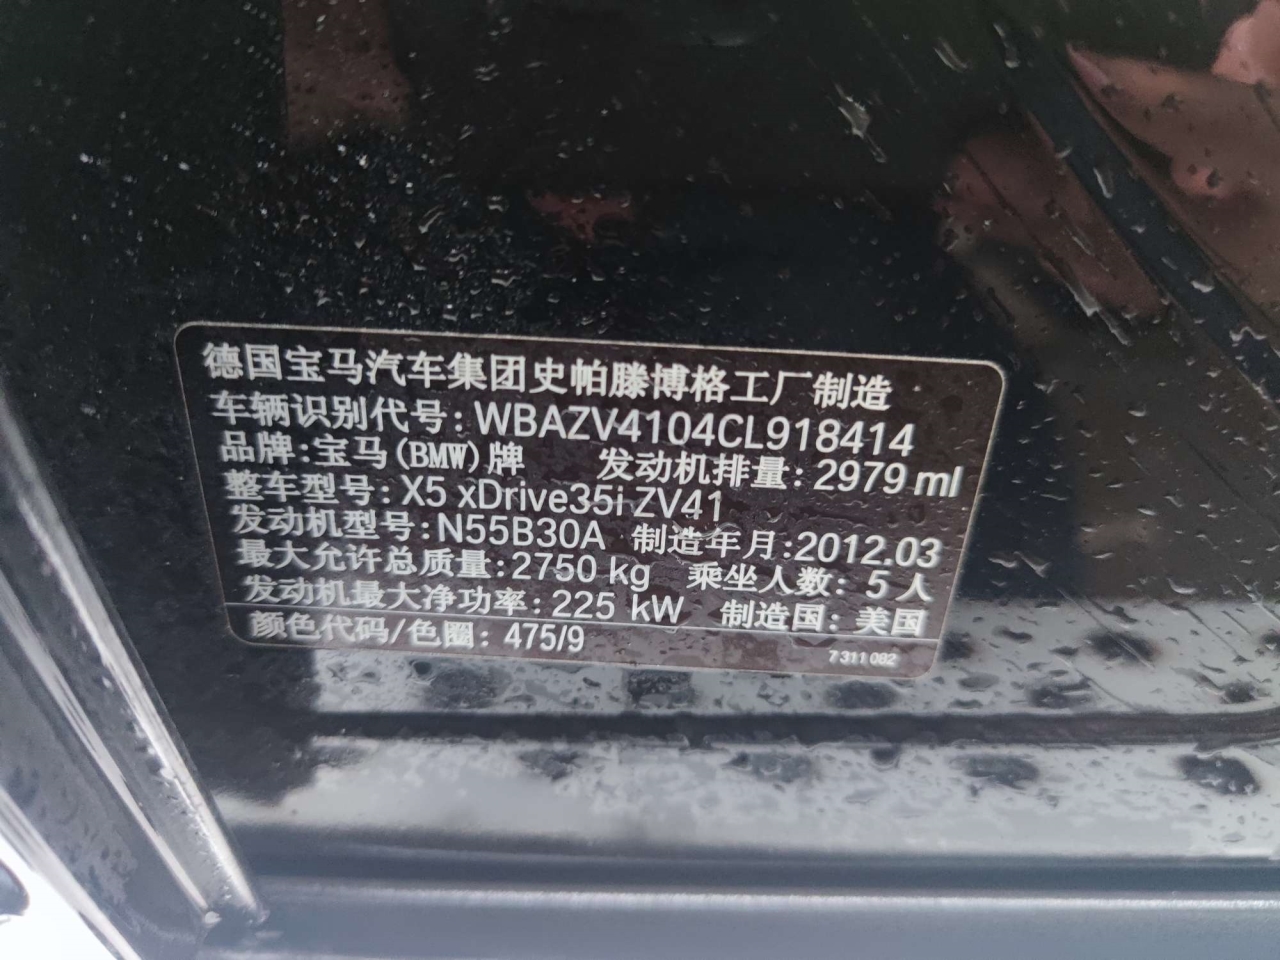 德国宝马汽车集团史帕滕博格工厂制造
车辆识别代号: WBAZV4104CL918414
品牌: 宝马(BMW)牌 发动机排量: 2979 ml
整车型号: X5 xDrive35i ZV41
发动机型号: N55B30A 制造年月: 2012.03
最大允许总质量: 2750 kg 乘坐人数: 5 人
发动机最大净功率: 225 kW 制造国: 美国
颜色代码/色圈: 475/9
7311 082